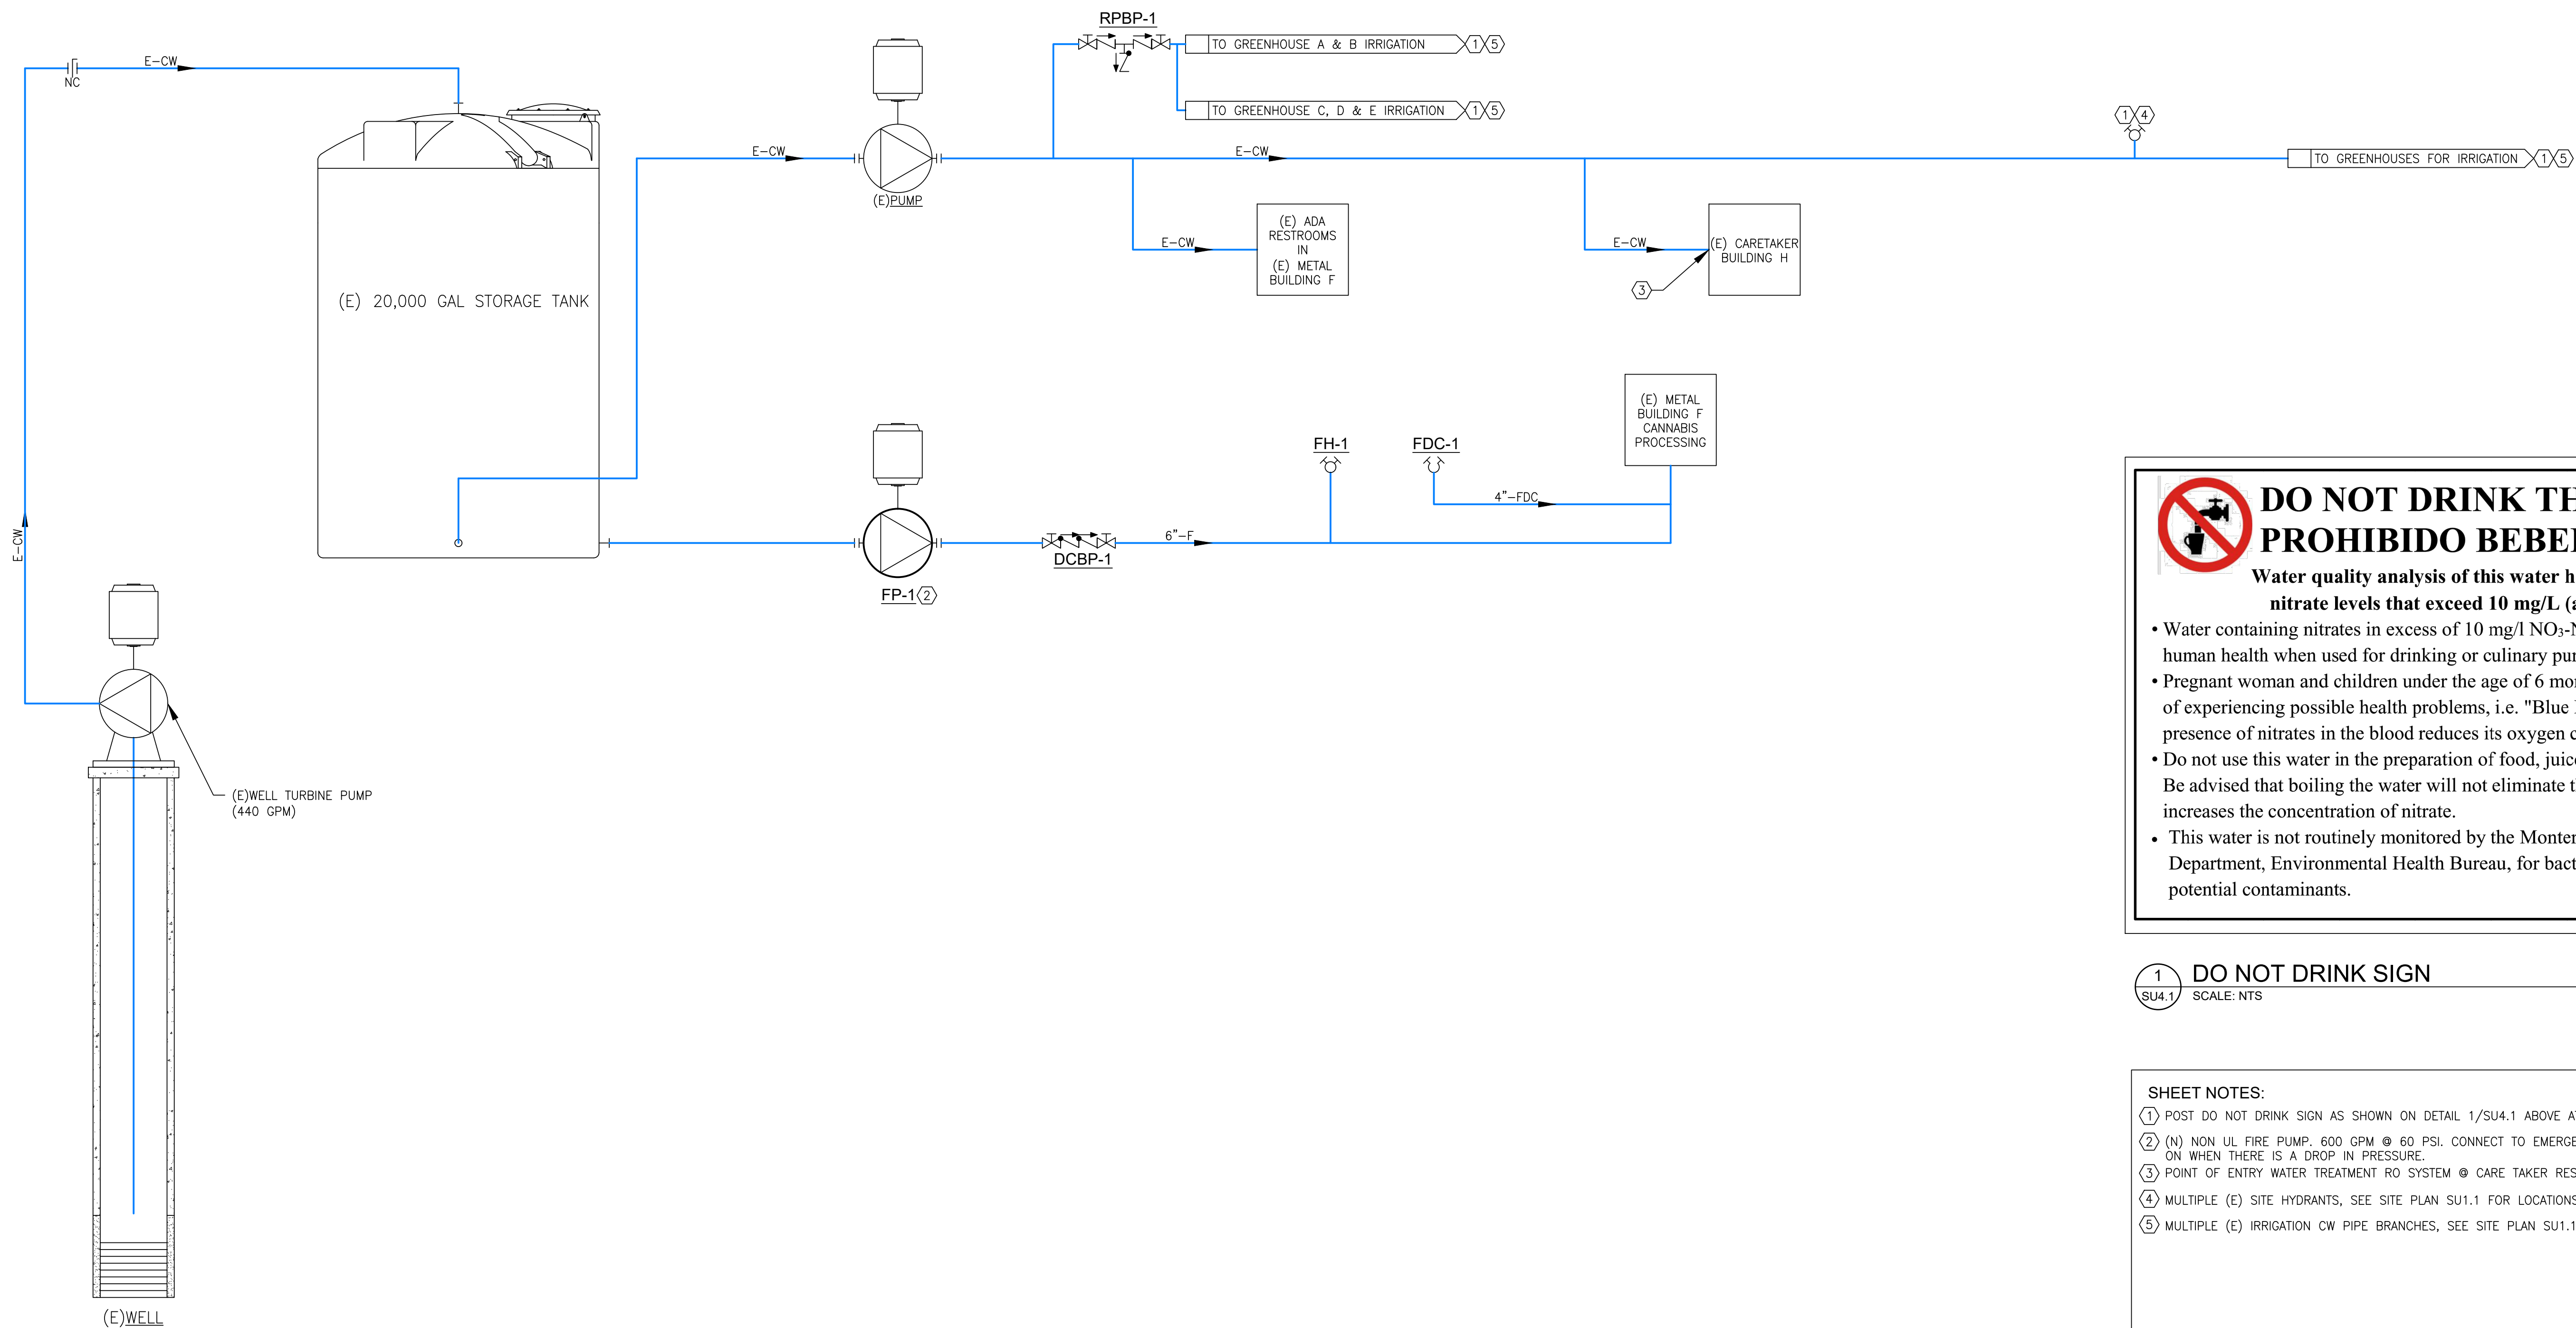 RPBP-1
TO GREENHOUSE A & B IRRIGATION
1 5
E-CW
NC
TO GREENHOUSE C, D & E IRRIGATION
1 5
1 4
E-CW
E-CW
TO GREENHOUSES FOR IRRIGATION
1 5
(E)PUMP
(E) ADA
RESTROOMS
IN
(E) METAL
BUILDING F
E-CW
E-CW
(E) CARETAKER
BUILDING H
3
(E) 20,000 GAL STORAGE TANK
(E) METAL
BUILDING F
CANNABIS
PROCESSING
FH-1
FDC-1
4"-FDC
6"-F
DCBP-1
FP-1 2
E-CW
(E)WELL TURBINE PUMP
(440 GPM)
(E)WELL
DO NOT DRINK
PROHIBIDO
Water quality analysis of this water
nitrate levels that exceed 10 mg/L
• Water containing nitrates in excess of 10 mg/l NO3-N
human health when used for drinking or culinary
• Pregnant woman and children under the age of 6
of experiencing possible health problems, i.e. "Blue
presence of nitrates in the blood reduces its oxygen
• Do not use this water in the preparation of food,
Be advised that boiling the water will not eliminate
increases the concentration of nitrate.
• This water is not routinely monitored by the
Department, Environmental Health Bureau, for
potential contaminants.
1
SU4.1
DO NOT DRINK SIGN
SCALE: NTS
SHEET NOTES:
1 POST DO NOT DRINK SIGN AS SHOWN ON DETAIL 1/SU4.1 ABOVE
2 (N) NON UL FIRE PUMP. 600 GPM @ 60 PSI. CONNECT TO
ON WHEN THERE IS A DROP IN PRESSURE.
3 POINT OF ENTRY WATER TREATMENT RO SYSTEM @ CARE TAKER
4 MULTIPLE (E) SITE HYDRANTS, SEE SITE PLAN SU1.1 FOR LOCATIONS
5 MULTIPLE (E) IRRIGATION CW PIPE BRANCHES, SEE SITE PLAN SU1.1